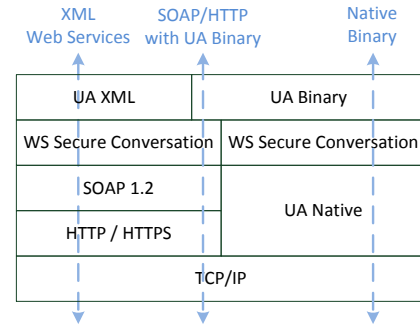 XML
Web Services
SOAP/HTTP
with UA Binary
Native
Binary
UA XML
UA Binary
WS Secure Conversation
WS Secure Conversation
SOAP 1.2
UA Native
HTTP / HTTPS
TCP/IP